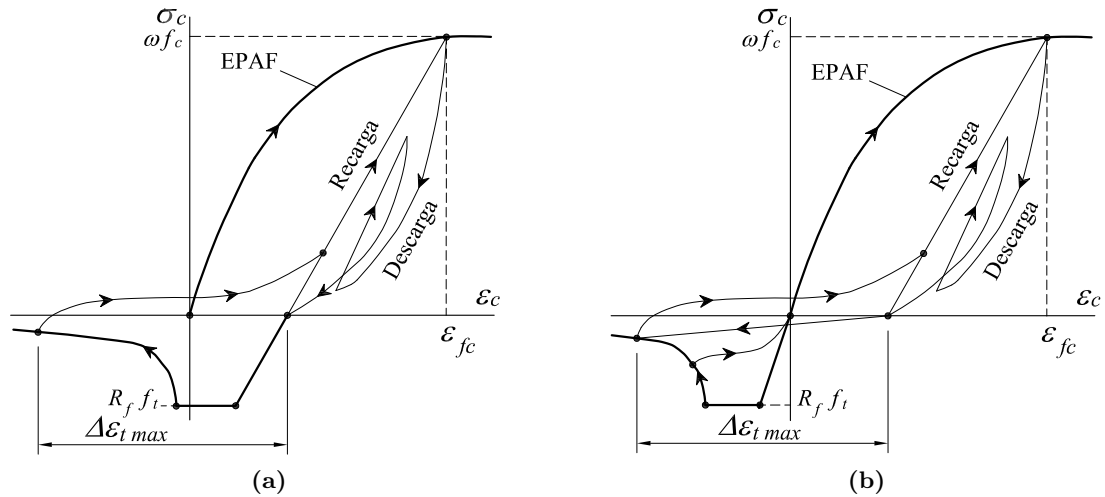 σc
ωfc
EPAF
Recarga
Descarga
εc
εfc
Rf ft
Δεt max
(a)
σc
ωfc
EPAF
Recarga
Descarga
εc
εfc
Rf ft
Δεt max
(b)